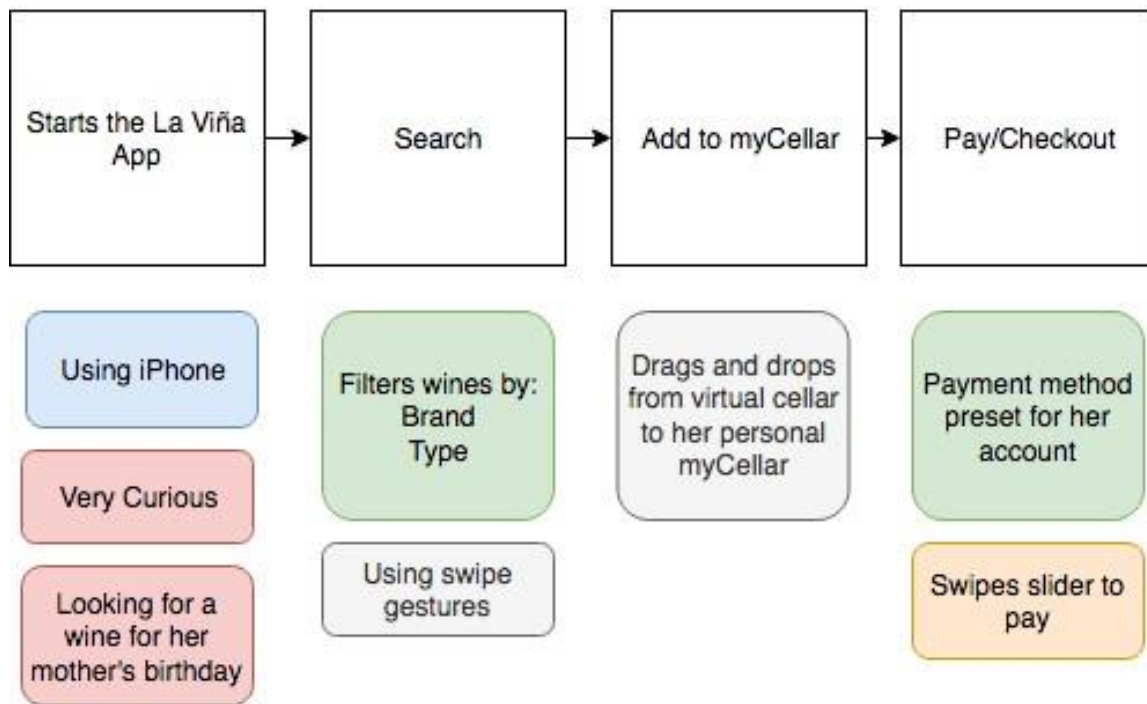 Starts the La Viña
App
Search
Add to myCellar
Pay/Checkout
Using iPhone
Very Curious
Looking for a
wine for her
mother's birthday
Filters wines by:
Brand
Type
Using swipe
gestures
Drags and drops
from virtual cellar
to her personal
myCellar
Payment method
preset for her
account
Swipes slider to
pay